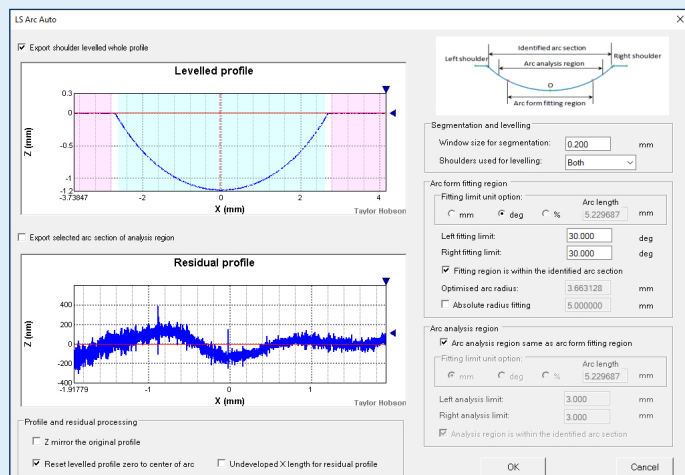 LS Arc Auto
Export shoulder levelled whole profile
Levelled profile
0.3
0
-0.5
-1
-1.2
Z (mm)
-3.73847
-2
0
2
4
X (mm)
Taylor Hobson
Export selected arc section of analysis region
Residual profile
400
200
0
-200
-400
Z (nm)
-1.91779
-1
0
1
X (mm)
Taylor Hobson
Profile and residual processing
Z mirror the original profile
Reset levelled profile zero to center of arc
Undeveloped X length for residual profile
Identified arc section
Left shoulder
Right shoulder
Arc analysis region
O
Arc form fitting region
Segmentation and levelling
Window size for segmentation: 0.200 mm
Shoulders used for levelling: Both
Arc form fitting region
Fitting limit unit option:
Arc length
mm deg % 5.229687 mm
Left fitting limit: 30.000 deg
Right fitting limit: 30.000 deg
Fitting region is within the identified arc section
Optimised arc radius: 3.663128 mm
Absolute radius fitting 5.000000 mm
Arc analysis region
Arc analysis region same as arc form fitting region
Fitting limit unit option:
Arc length
mm deg % 5.229687 mm
Left analysis limit: 3.000 mm
Right analysis limit: 3.000 mm
Analysis region is within the identified arc section
OK
Cancel